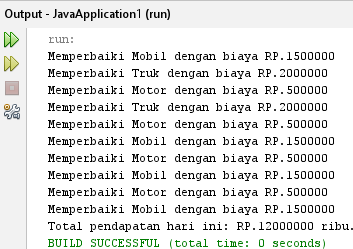 Output - JavaApplication1 (run)
run:
Memperbaiki Mobil dengan biaya RP.1500000
Memperbaiki Truk dengan biaya RP.2000000
Memperbaiki Motor dengan biaya RP.500000
Memperbaiki Truk dengan biaya RP.2000000
Memperbaiki Motor dengan biaya RP.500000
Memperbaiki Mobil dengan biaya RP.1500000
Memperbaiki Motor dengan biaya RP.500000
Memperbaiki Mobil dengan biaya RP.1500000
Memperbaiki Motor dengan biaya RP.500000
Memperbaiki Mobil dengan biaya RP.1500000
Total pendapatan hari ini: RP.12000000 ribu.
BUILD SUCCESSFUL (total time: 0 seconds)